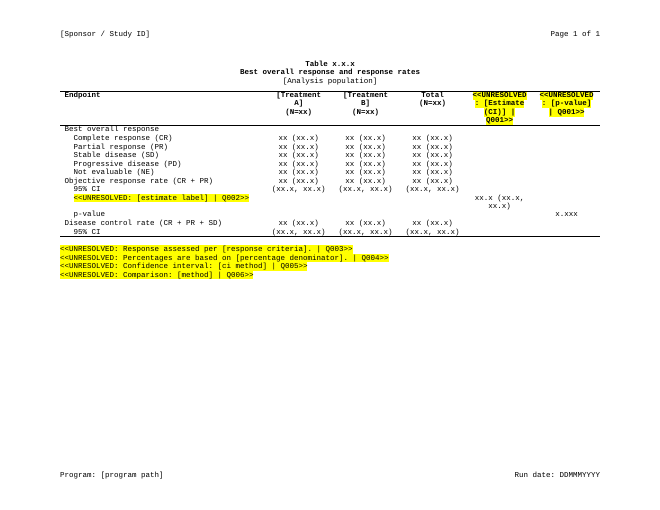 [Sponsor / Study ID] Page 1 of 1
Table x.x.x
Best overall response and response rates
[Analysis population]
Endpoint [Treatment A] (N=xx) [Treatment B] (N=xx) Total (N=xx) <<UNRESOLVED: [Estimate (CI)] | Q001>> <<UNRESOLVED: [p-value] | Q001>>
Best overall response
Complete response (CR) xx (xx.x) xx (xx.x) xx (xx.x)
Partial response (PR) xx (xx.x) xx (xx.x) xx (xx.x)
Stable disease (SD) xx (xx.x) xx (xx.x) xx (xx.x)
Progressive disease (PD) xx (xx.x) xx (xx.x) xx (xx.x)
Not evaluable (NE) xx (xx.x) xx (xx.x) xx (xx.x)
Objective response rate (CR + PR) xx (xx.x) xx (xx.x) xx (xx.x)
95% CI (xx.x, xx.x) (xx.x, xx.x) (xx.x, xx.x)
<<UNRESOLVED: [estimate label] | Q002>> xx.x (xx.x, xx.x)
p-value x.xxx
Disease control rate (CR + PR + SD) xx (xx.x) xx (xx.x) xx (xx.x)
95% CI (xx.x, xx.x) (xx.x, xx.x) (xx.x, xx.x)
<<UNRESOLVED: Response assessed per [response criteria]. | Q003>>
<<UNRESOLVED: Percentages are based on [percentage denominator]. | Q004>>
<<UNRESOLVED: Confidence interval: [ci method] | Q005>>
<<UNRESOLVED: Comparison: [method] | Q006>>
Program: [program path] Run date: DDMMMYYYY